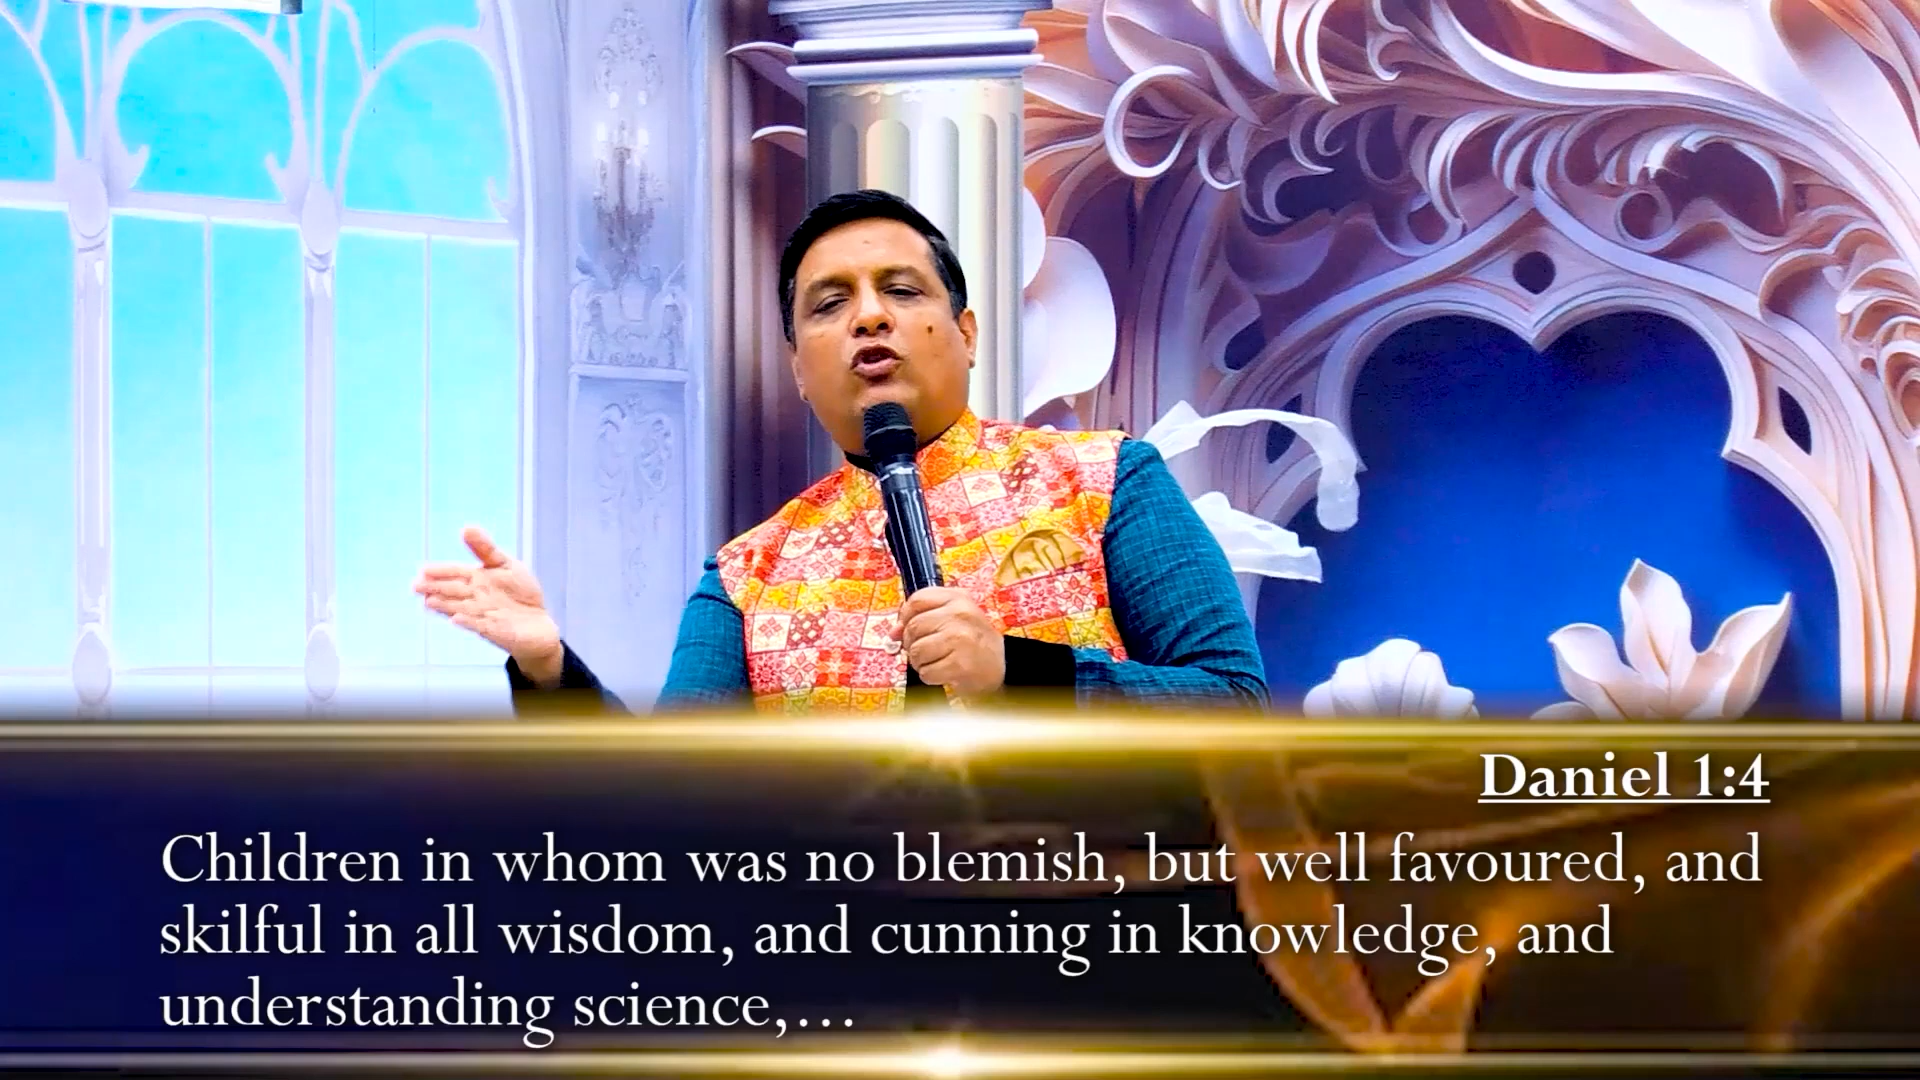 Daniel 1:4
Children in whom was no blemish, but well favoured, and
skilful in all wisdom, and cunning in knowledge, and
understanding science,…